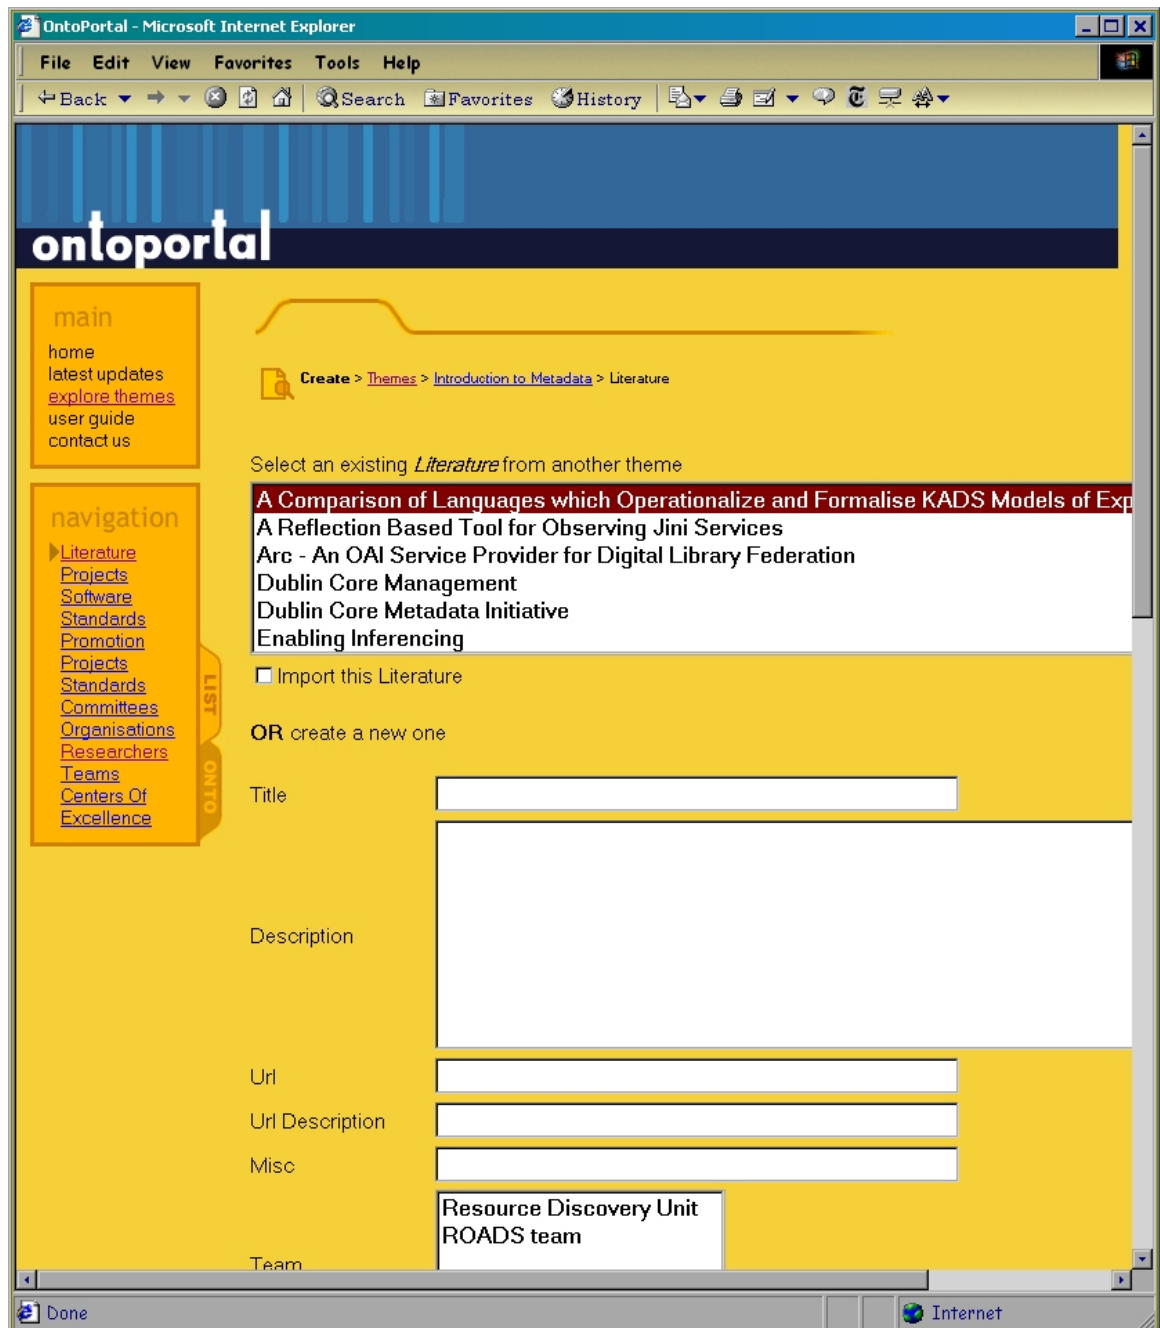 OntoPortal - Microsoft Internet Explorer
File Edit View Favorites Tools Help
Back Search Favorites History
ontoportal
main
home
latest updates
explore themes
user guide
contact us
navigation
Literature
Projects
Software
Standards
Promotion
Projects
Standards
Committees
Organisations
Researchers
Teams
Centers Of
Excellence
LIST
ONTO
Create > Themes > Introduction to Metadata > Literature
Select an existing Literature from another theme
A Comparison of Languages which Operationalize and Formalise KADS Models of Exp
A Reflection Based Tool for Observing Jini Services
Arc - An OAI Service Provider for Digital Library Federation
Dublin Core Management
Dublin Core Metadata Initiative
Enabling Inferencing
Import this Literature
OR create a new one
Title
Description
Url
Url Description
Misc
Resource Discovery Unit
ROADS team
Team
Done Internet